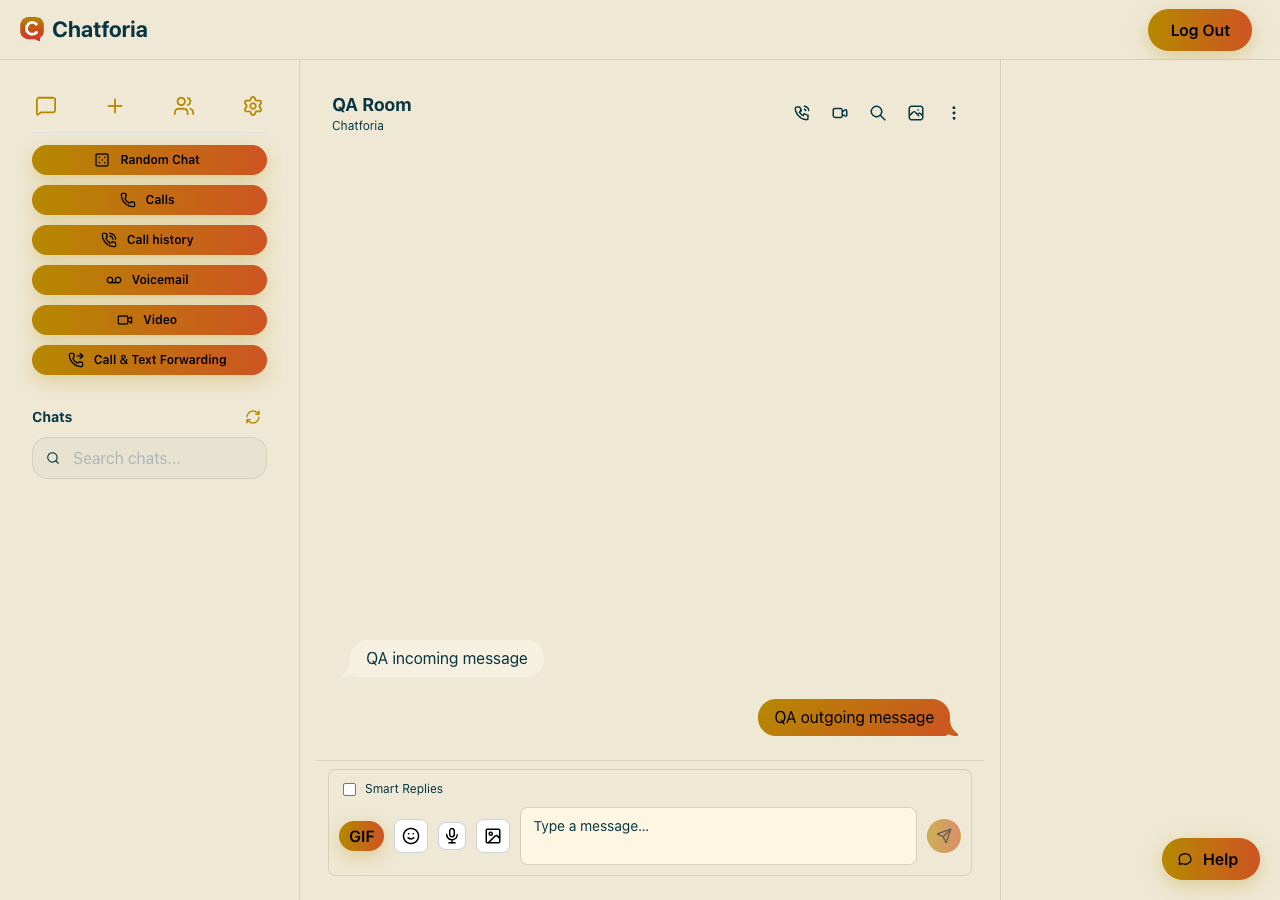 Chatforia
Log Out
Random Chat
Calls
Call history
Voicemail
Video
Call & Text Forwarding
Chats
Search chats...
QA Room
Chatforia
QA incoming message
QA outgoing message
Smart Replies
GIF
Type a message...
Help